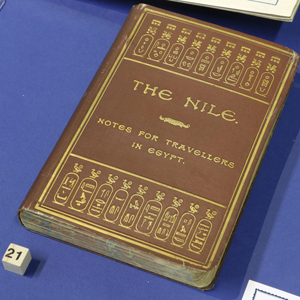 THE NILE.
NOTES FOR TRAVELLERS
IN EGYPT.
21